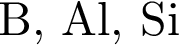 B, Al, Si